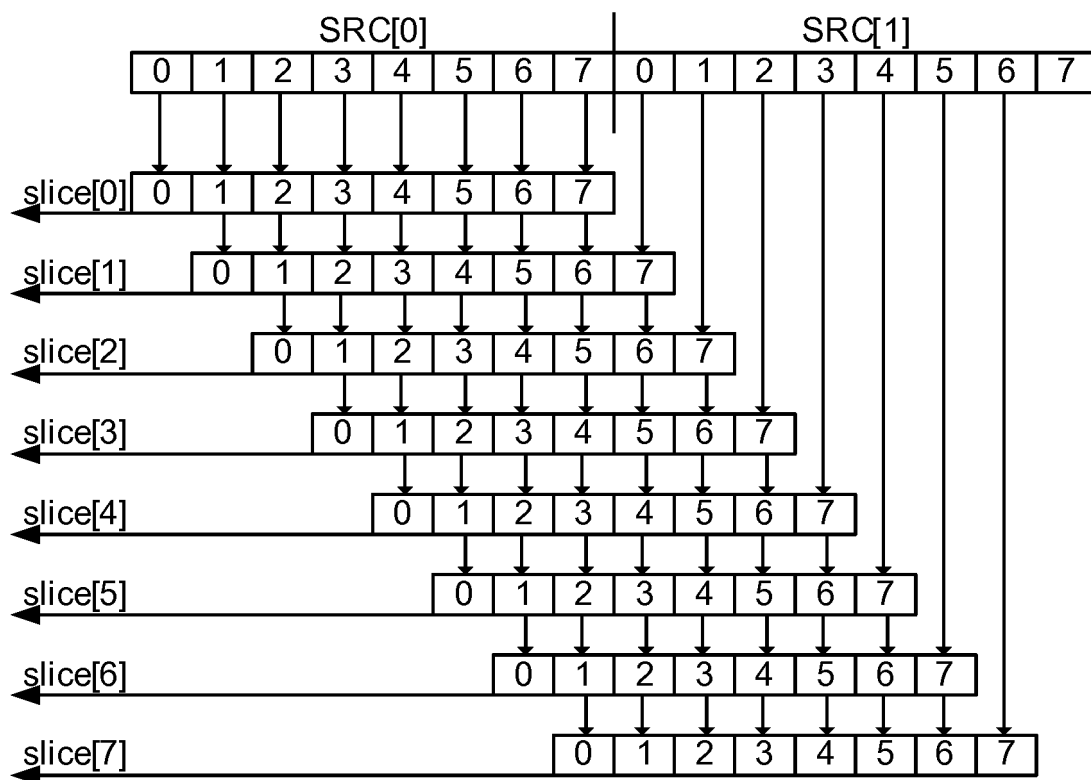 SRC[0] SRC[1]
0 1 2 3 4 5 6 7 0 1 2 3 4 5 6 7
slice[0] 0 1 2 3 4 5 6 7
slice[1] 0 1 2 3 4 5 6 7
slice[2] 0 1 2 3 4 5 6 7
slice[3] 0 1 2 3 4 5 6 7
slice[4] 0 1 2 3 4 5 6 7
slice[5] 0 1 2 3 4 5 6 7
slice[6] 0 1 2 3 4 5 6 7
slice[7] 0 1 2 3 4 5 6 7